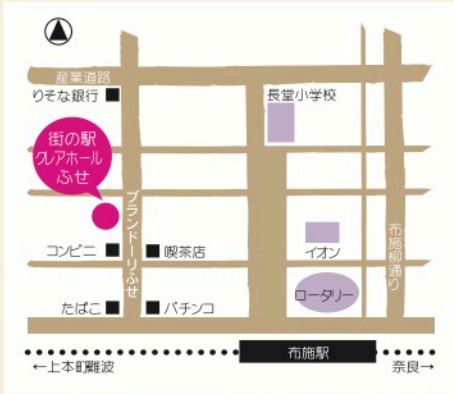 産業道路
りそな銀行
長堂小学校
街の駅
クレアホール
ふせ
ブランドーリふせ
布施柳通り
コンビニ
喫茶店
イオン
ロータリー
たばこ
パチンコ
布施駅
←上本町難波
奈良→